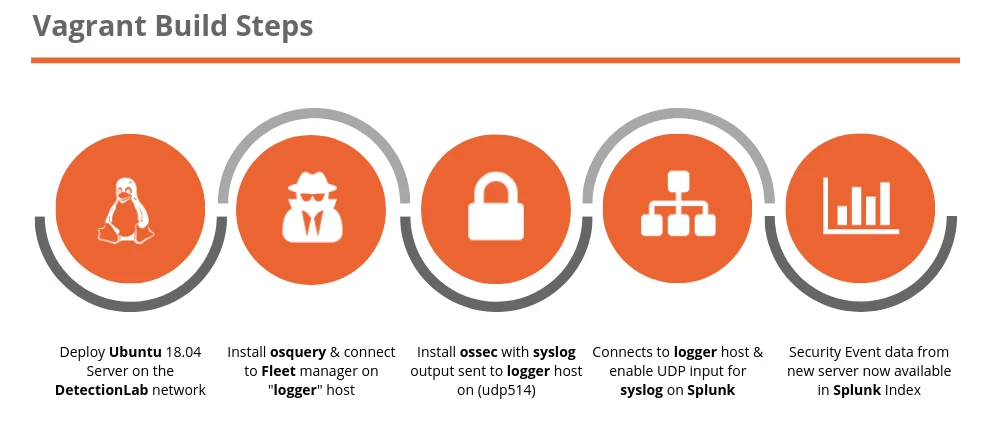 Vagrant Build Steps
Deploy Ubuntu 18.04
Server on the
DetectionLab network
Install osquery & connect
to Fleet manager on
"logger" host
Install ossec with syslog
output sent to logger host
on (udp514)
Connects to logger host &
enable UDP input for
syslog on Splunk
Security Event data from
new server now available
in Splunk Index